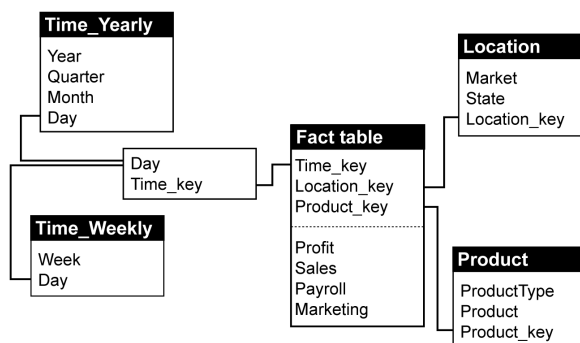 Time_Yearly
Year
Quarter
Month
Day
Day
Time_key
Time_Weekly
Week
Day
Fact table
Time_key
Location_key
Product_key
Profit
Sales
Payroll
Marketing
Location
Market
State
Location_key
Product
ProductType
Product
Product_key